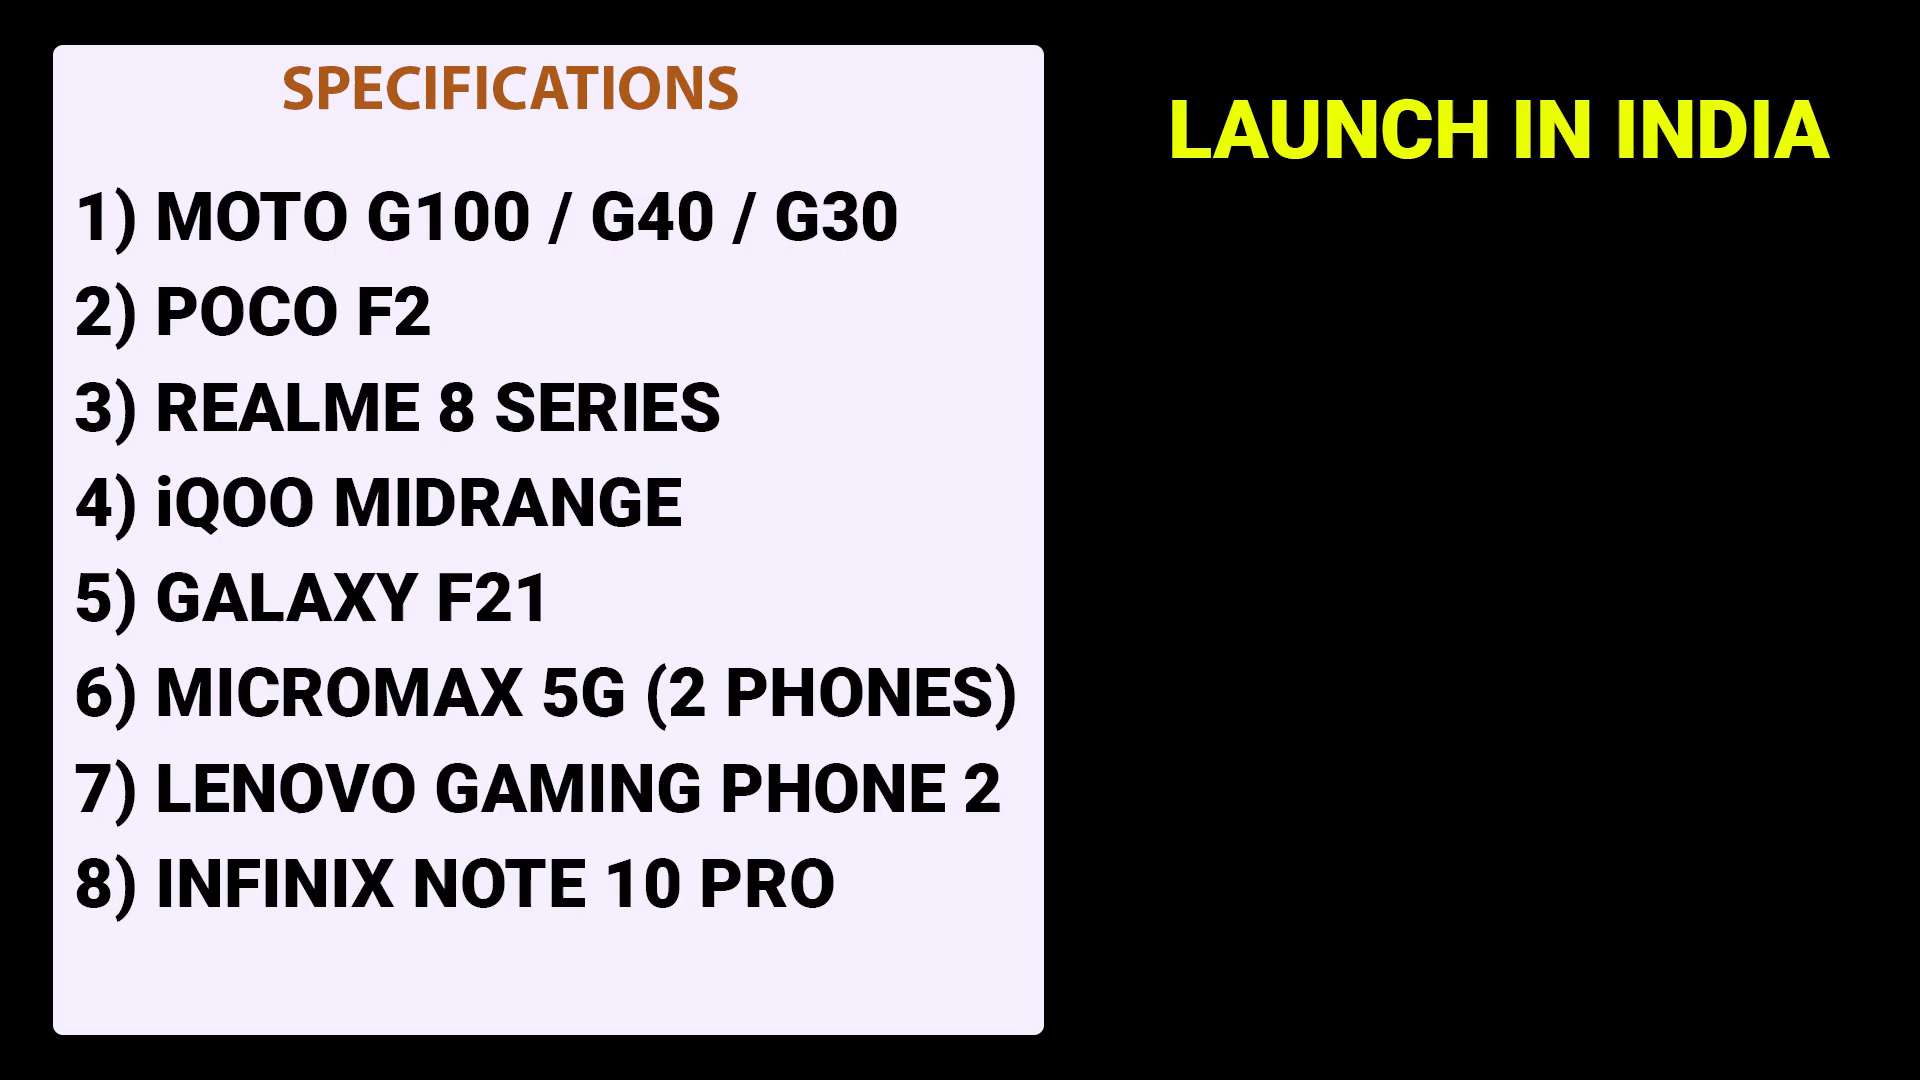 SPECIFICATIONS
1) MOTO G100 / G40 / G30
2) POCO F2
3) REALME 8 SERIES
4) iQOO MIDRANGE
5) GALAXY F21
6) MICROMAX 5G (2 PHONES)
7) LENOVO GAMING PHONE 2
8) INFINIX NOTE 10 PRO
LAUNCH IN INDIA